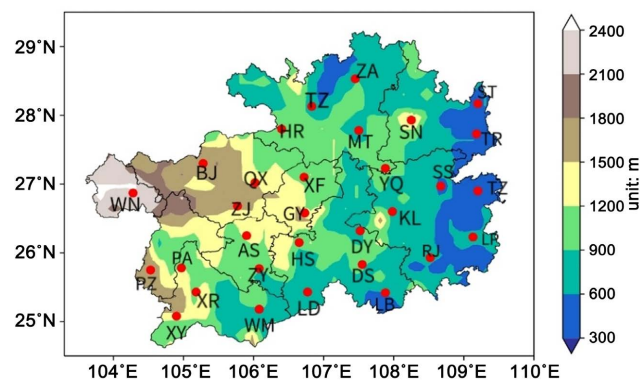 29°N
28°N
27°N
26°N
25°N
104°E 105°E 106°E 107°E 108°E 109°E 110°E
ZA
TZ
ST
HR
MT
SN
TR
BJ
QX
XF
YQ
SS
TZ
WN
ZJ
GY
KL
AS
HS
DY
RJ
LP
PA
PZ
ZY
DS
XR
LD
LB
XY
WM
2400
2100
1800
1500
1200
900
600
300
unit: m